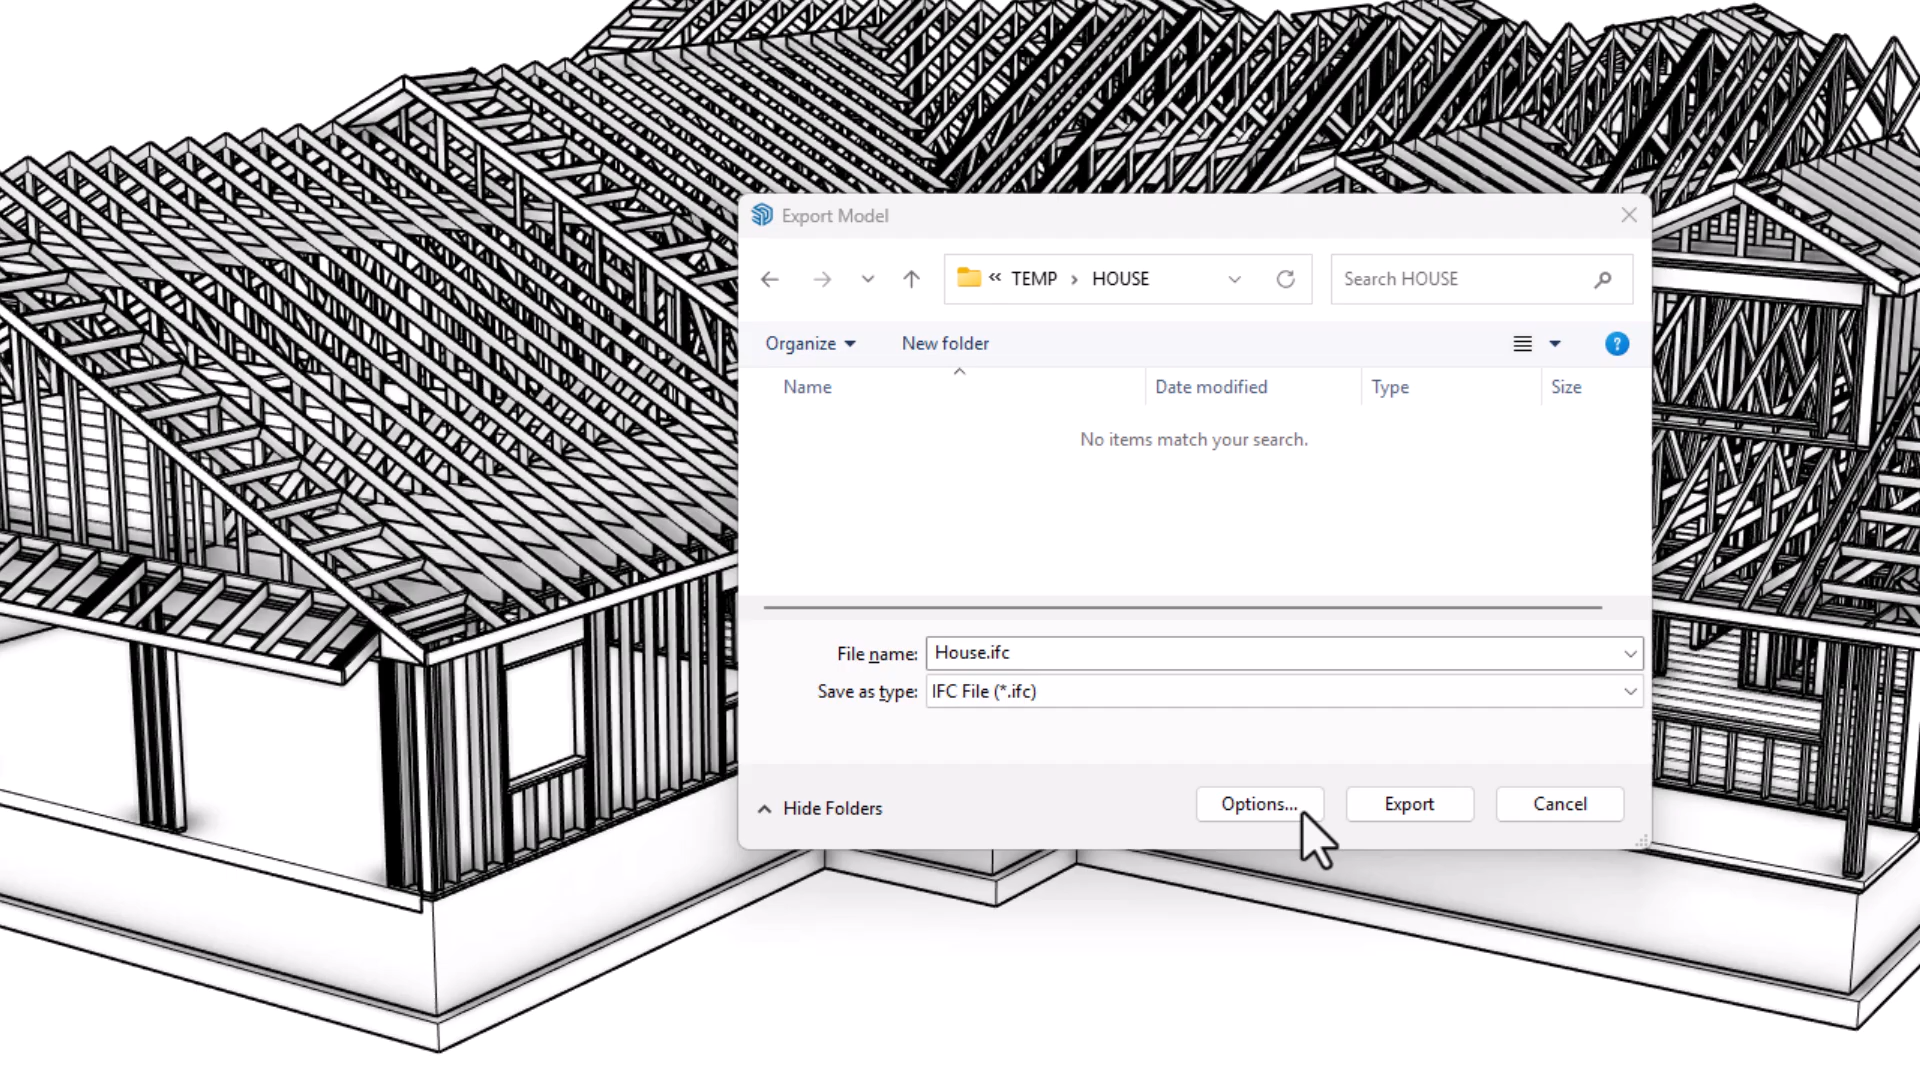 Export Model
« TEMP › HOUSE
Search HOUSE
Organize
New folder
?
Name
Date modified
Type
Size
No items match your search.
File name: House.ifc
Save as type: IFC File (*.ifc)
Hide Folders
Options...
Export
Cancel